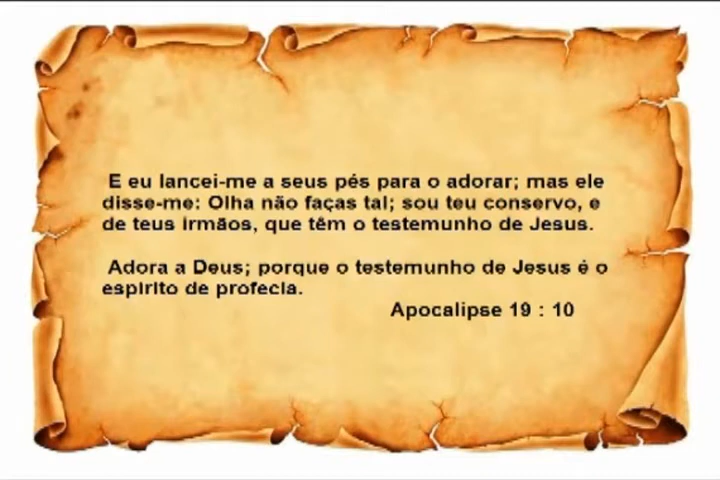 E eu lancei-me a seus pés para o adorar; mas ele
disse-me: Olha não faças tal; sou teu conservo, e
de teus irmãos, que têm o testemunho de Jesus.
Adora a Deus; porque o testemunho de Jesus é o
espirito de profecia.
Apocalipse 19 : 10